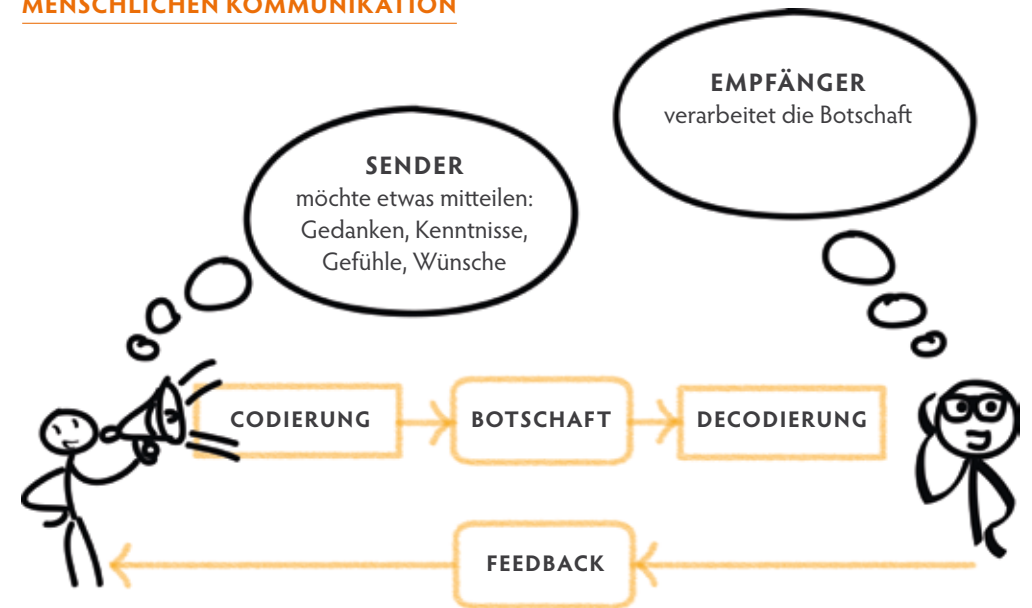 MENSCHLICHEN KOMMUNIKATION
EMPFÄNGER
verarbeitet die Botschaft
SENDER
möchte etwas mitteilen:
Gedanken, Kenntnisse,
Gefühle, Wünsche
CODIERUNG
BOTSCHAFT
DECODIERUNG
FEEDBACK